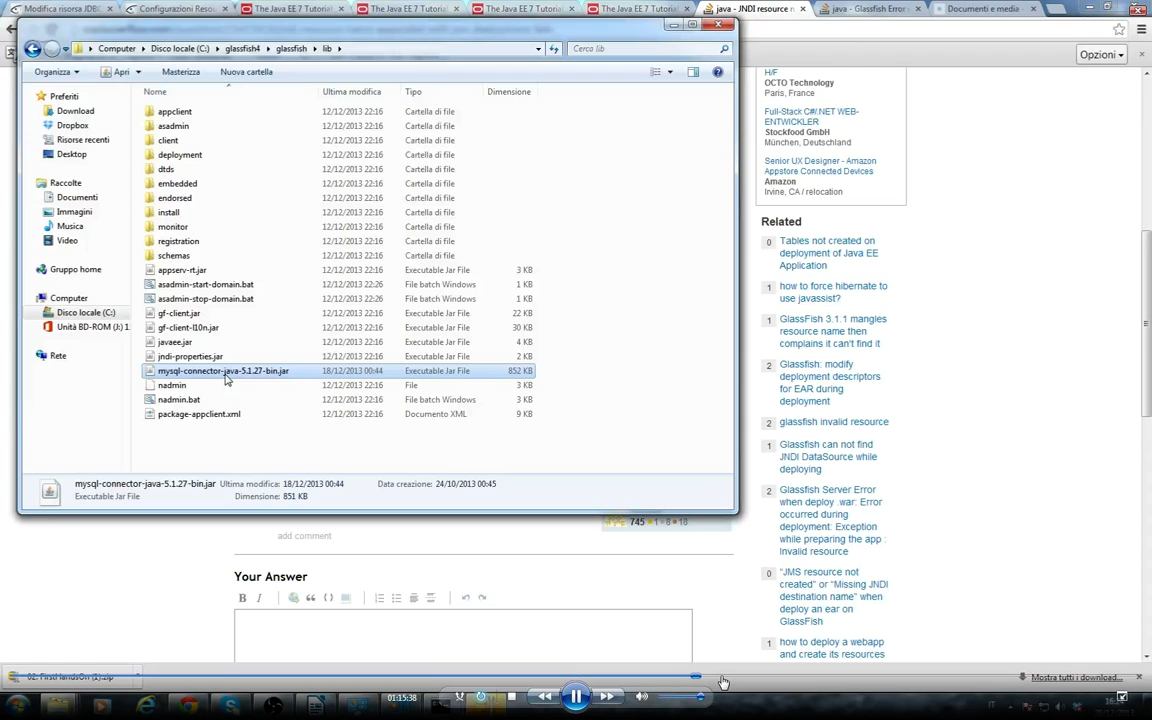 Modifica risorsa JDB
Configurazioni Resou
The Java EE 7 Tutori
The Java EE 7 Tutori
The Java EE 7 Tutori
The Java EE 7 Tutori
java - JNDI resource n
java - Glassfish Error
Documenti e media
Computer Disco locale (C:) glassfish4 glassfish lib
Cerca lib
Opzioni
Organizza Apri Masterizza Nuova cartella
Nome Ultima modifica Tipo Dimensione
Preferiti
Download
Dropbox
Risorse recenti
Desktop
Raccolte
Documenti
Immagini
Musica
Video
Gruppo home
Computer
Disco locale (C:)
Unità BD-ROM (J:) 1
Rete
appclient 12/12/2013 22:16 Cartella di file
asadmin 12/12/2013 22:16 Cartella di file
client 12/12/2013 22:16 Cartella di file
deployment 12/12/2013 22:16 Cartella di file
dtds 12/12/2013 22:16 Cartella di file
embedded 12/12/2013 22:16 Cartella di file
endorsed 12/12/2013 22:16 Cartella di file
install 12/12/2013 22:16 Cartella di file
monitor 12/12/2013 22:16 Cartella di file
registration 12/12/2013 22:16 Cartella di file
schemas 12/12/2013 22:16 Cartella di file
appserv-rt.jar 12/12/2013 22:16 Executable Jar File 3 KB
asadmin-start-domain.bat 12/12/2013 22:26 File batch Windows 1 KB
asadmin-stop-domain.bat 12/12/2013 22:26 File batch Windows 1 KB
gf-client.jar 12/12/2013 22:16 Executable Jar File 22 KB
gf-client-l10n.jar 12/12/2013 22:16 Executable Jar File 30 KB
javaee.jar 12/12/2013 22:16 Executable Jar File 4 KB
jndi-properties.jar 12/12/2013 22:16 Executable Jar File 2 KB
mysql-connector-java-5.1.27-bin.jar 18/12/2013 00:44 Executable Jar File 852 KB
nadmin 12/12/2013 22:16 File 3 KB
nadmin.bat 12/12/2013 22:16 File batch Windows 3 KB
package-appclient.xml 12/12/2013 22:16 Documento XML 9 KB
mysql-connector-java-5.1.27-bin.jar Ultima modifica: 18/12/2013 00:44 Data creazione: 24/10/2013 00:45
Executable Jar File Dimensione: 851 KB
H/F
OCTO Technology
Paris, France
Full-Stack C#/.NET WEB-
ENTWICKLER
Stockfood GmbH
München, Deutschland
Senior UX Designer - Amazon
Appstore Connected Devices
Amazon
Irvine, CA / relocation
Related
0 Tables not created on
deployment of Java EE
Application
1 how to force hibernate to
use javassist?
1 GlassFish 3.1.1 mangles
resource name then
complains it can't find it
2 Glassfish: modify
deployment descriptors
for EAR during
deployment
2 glassfish invalid resource
1 Glassfish can not find
JNDI DataSource while
deploying
2 Glassfish Server Error
when deploy .war: Error
occurred during
deployment: Exception
while preparing the app :
Invalid resource
0 "JMS resource not
created" or "Missing JNDI
destination name" when
deploy an ear on
GlassFish
1 how to deploy a webapp
and create its resources
745 1 8 18
add comment
Your Answer
B I
02. FirstHandsOn (1).zip
Mostra tutti i download...
01:15:38
IT